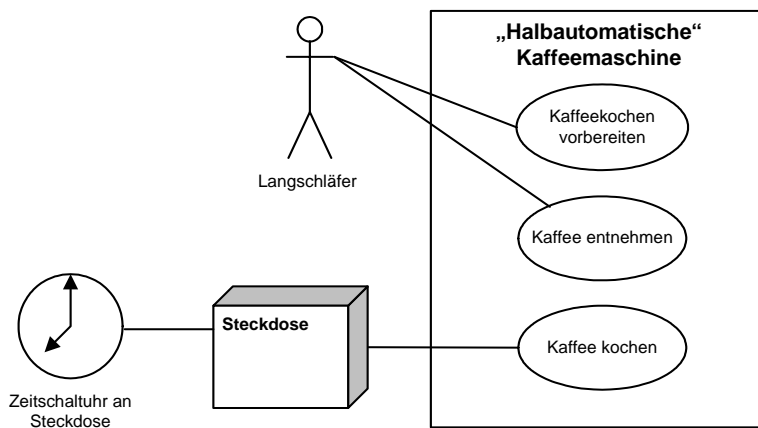 „Halbautomatische“
Kaffeemaschine
Kaffeekochen
vorbereiten
Langschläfer
Kaffee entnehmen
Steckdose
Kaffee kochen
Zeitschaltuhr an
Steckdose